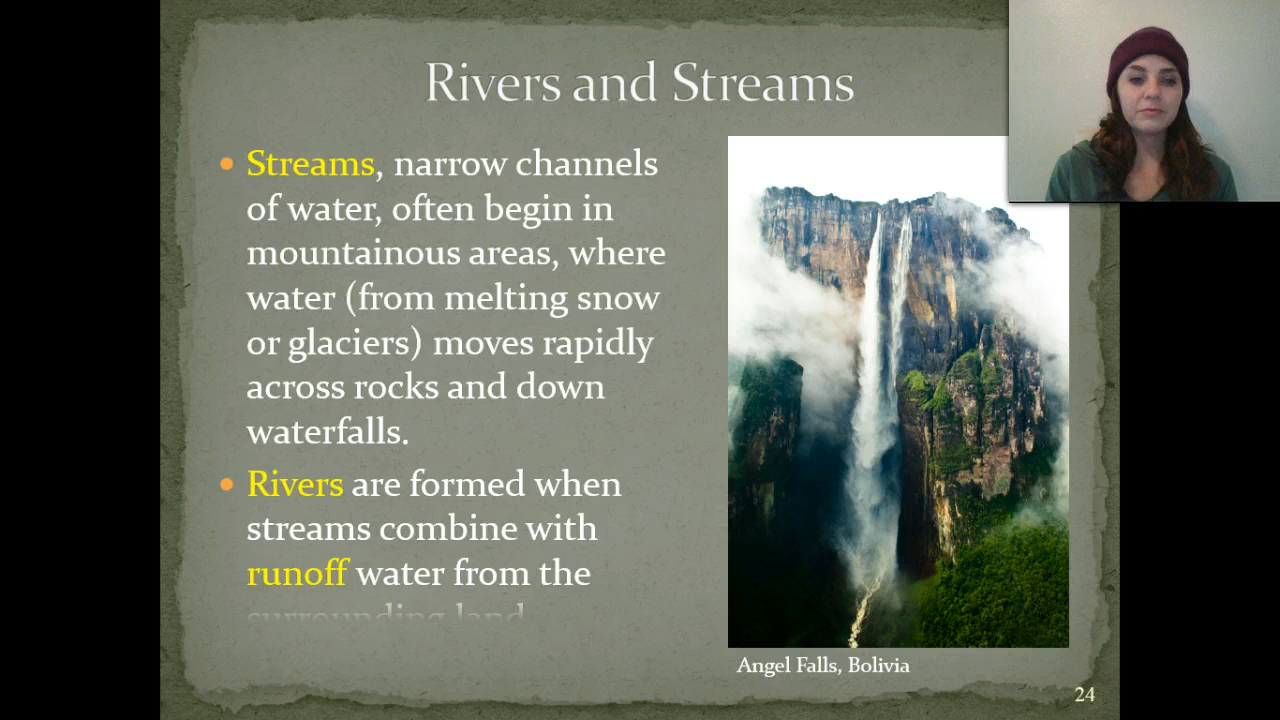 Rivers and Streams
Streams, narrow channels
of water, often begin in
mountainous areas, where
water (from melting snow
or glaciers) moves rapidly
across rocks and down
waterfalls.
Rivers are formed when
streams combine with
runoff water from the
surrounding land
Angel Falls, Bolivia
24